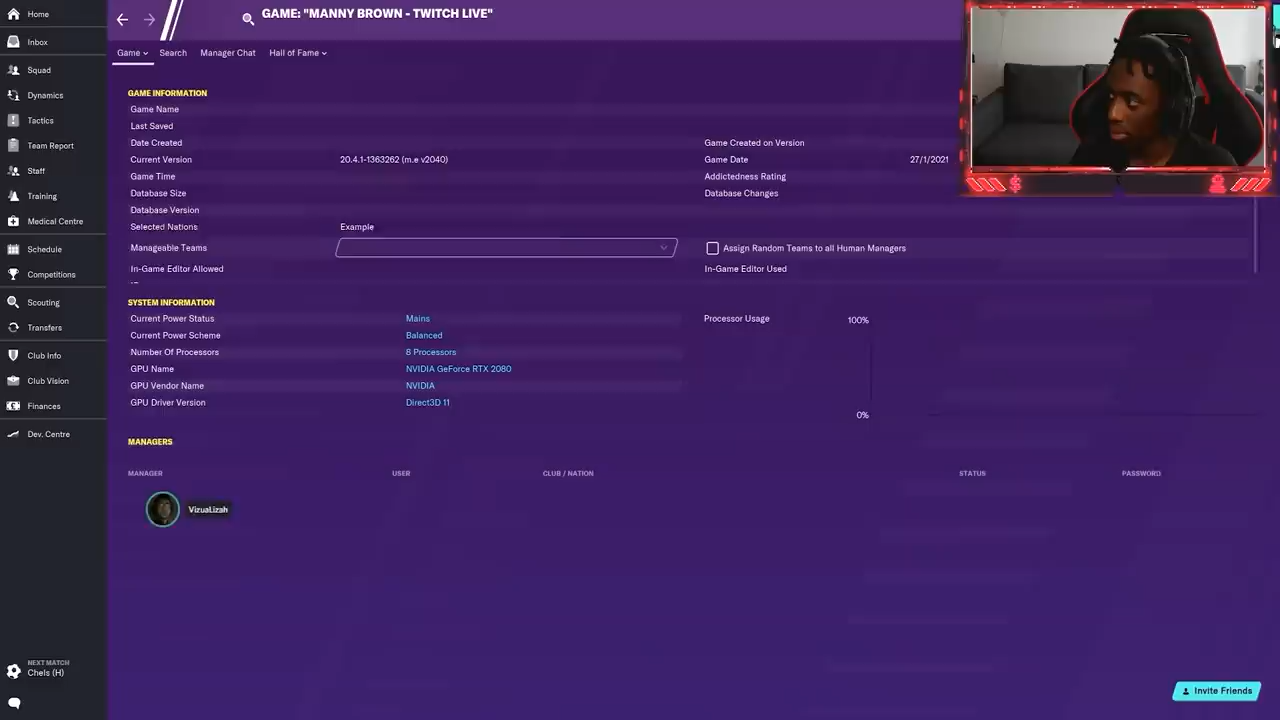 Home
Inbox
Squad
Dynamics
Tactics
Team Report
Staff
Training
Medical Centre
Schedule
Competitions
Scouting
Transfers
Club Info
Club Vision
Finances
Dev. Centre
NEXT MATCH
Chels (H)
GAME: "MANNY BROWN - TWITCH LIVE"
Game
Search
Manager Chat
Hall of Fame
GAME INFORMATION
Game Name
Last Saved
Date Created
Game Created on Version
Current Version 20.4.1-1363262 (m.e v2040)
Game Date 27/1/2021
Game Time
Addictedness Rating
Database Size
Database Changes
Database Version
Selected Nations Example
Manageable Teams
Assign Random Teams to all Human Managers
In-Game Editor Allowed
In-Game Editor Used
SYSTEM INFORMATION
Current Power Status Mains
Processor Usage 100%
Current Power Scheme Balanced
Number Of Processors 8 Processors
GPU Name NVIDIA GeForce RTX 2080
GPU Vendor Name NVIDIA
GPU Driver Version Direct3D 11
0%
MANAGERS
MANAGER USER CLUB / NATION STATUS PASSWORD
VizuaLizah
Invite Friends